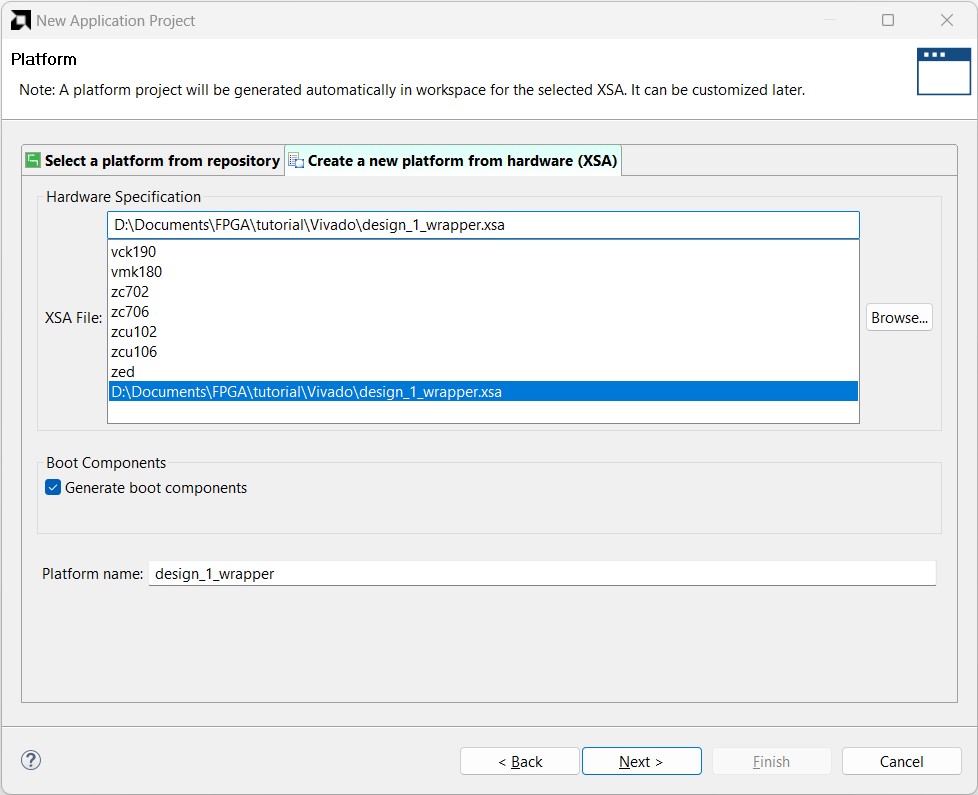 New Application Project
Platform
Note: A platform project will be generated automatically in workspace for the selected XSA. It can be customized later.
Select a platform from repository
Create a new platform from hardware (XSA)
Hardware Specification
D:\Documents\FPGA\tutorial\Vivado\design_1_wrapper.xsa
vck190
vmk180
zc702
zc706
XSA File:
Browse...
zcu102
zcu106
zed
D:\Documents\FPGA\tutorial\Vivado\design_1_wrapper.xsa
Boot Components
Generate boot components
Platform name: design_1_wrapper
?
< Back
Next >
Finish
Cancel